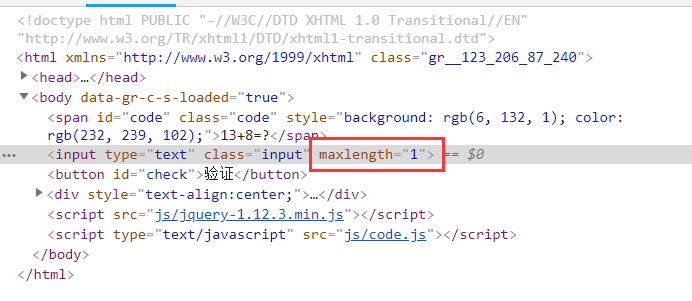 <!doctype html PUBLIC "-//W3C//DTD XHTML 1.0 Transitional//EN"
"http://www.w3.org/TR/xhtml1/DTD/xhtml1-transitional.dtd">
<html xmlns="http://www.w3.org/1999/xhtml" class="gr__123_206_87_240">
<head>…</head>
<body data-gr-c-s-loaded="true">
<span id="code" class="code" style="background: rgb(6, 132, 1); color:
rgb(232, 239, 102);">13+8=?</span>
<input type="text" class="input" maxlength="1"> == $0
<button id="check">验证</button>
<div style="text-align:center;">…</div>
<script src="js/jquery-1.12.3.min.js"></script>
<script type="text/javascript" src="js/code.js"></script>
</body>
</html>